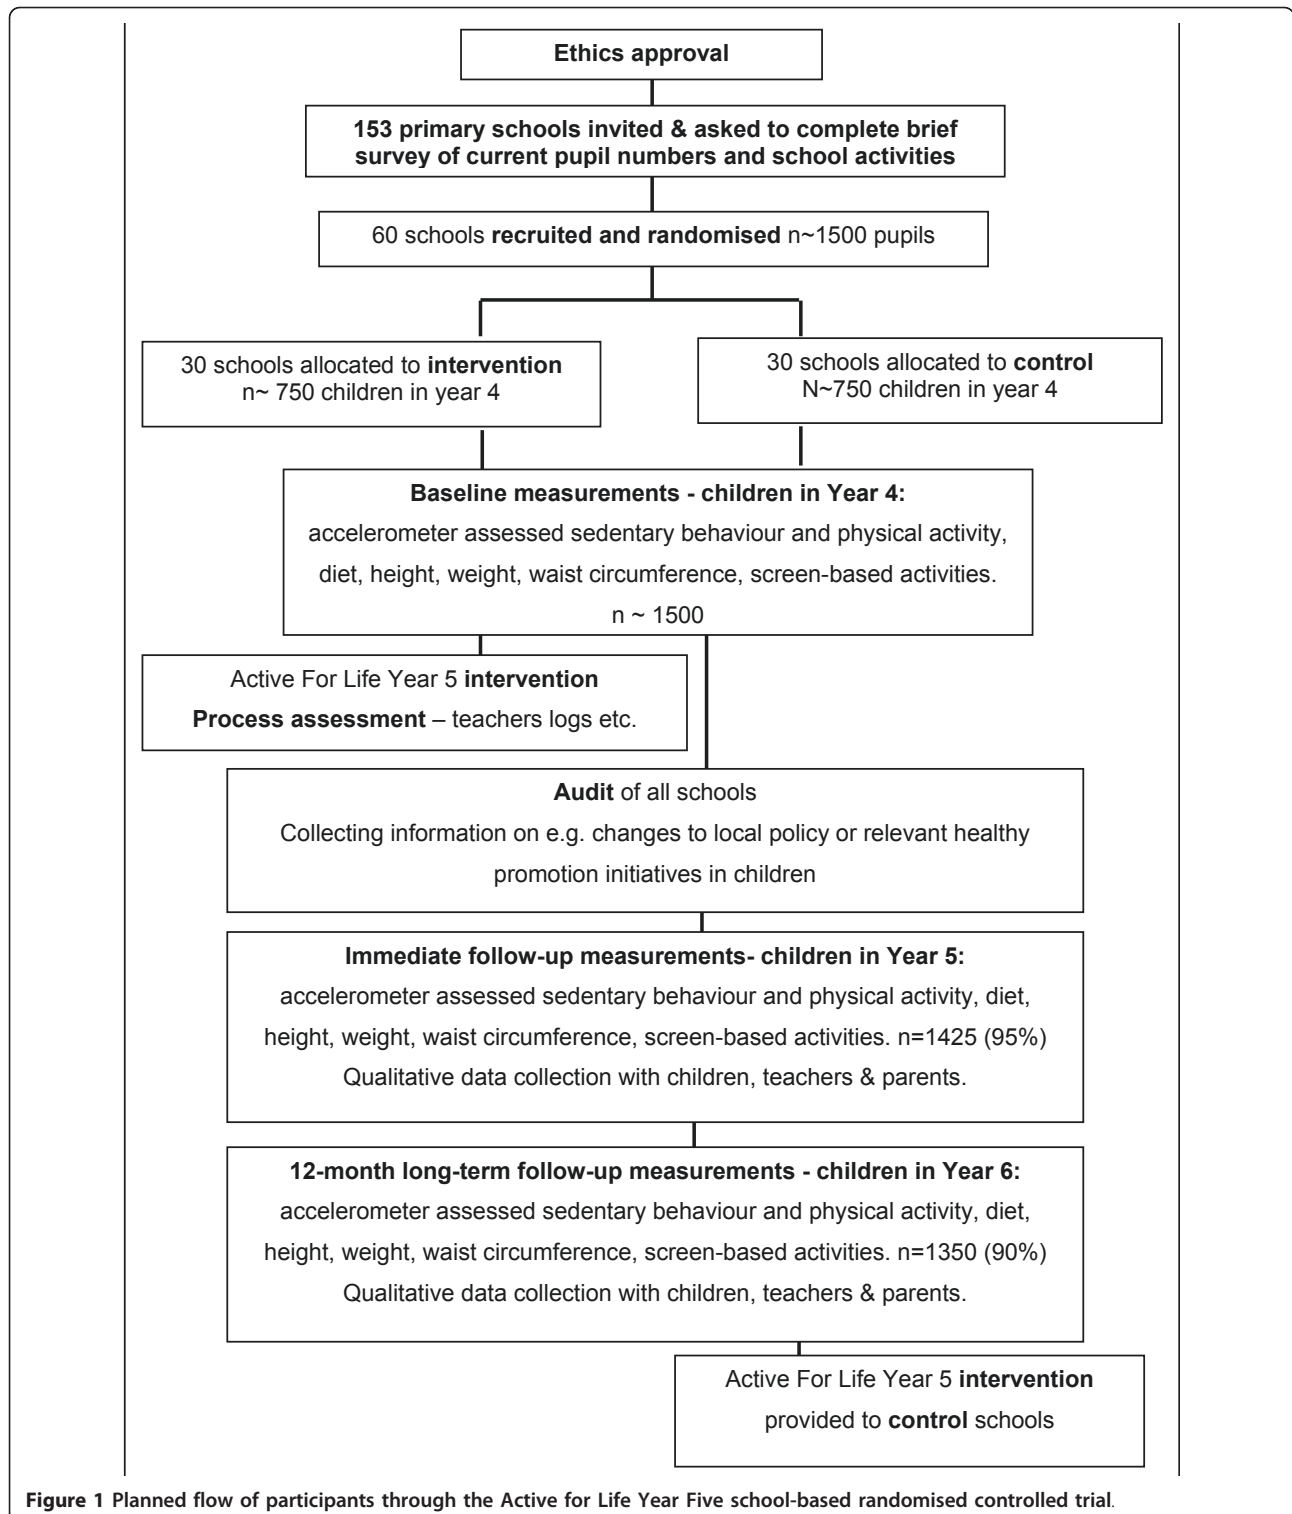 Ethics approval
153 primary schools invited & asked to complete brief
survey of current pupil numbers and school activities
60 schools recruited and randomised n~1500 pupils
30 schools allocated to intervention
n~ 750 children in year 4
30 schools allocated to control
N~750 children in year 4
Baseline measurements - children in Year 4:
accelerometer assessed sedentary behaviour and physical activity,
diet, height, weight, waist circumference, screen-based activities.
n ~ 1500
Active For Life Year 5 intervention
Process assessment – teachers logs etc.
Audit of all schools
Collecting information on e.g. changes to local policy or relevant healthy
promotion initiatives in children
Immediate follow-up measurements- children in Year 5:
accelerometer assessed sedentary behaviour and physical activity, diet,
height, weight, waist circumference, screen-based activities. n=1425 (95%)
Qualitative data collection with children, teachers & parents.
12-month long-term follow-up measurements - children in Year 6:
accelerometer assessed sedentary behaviour and physical activity, diet,
height, weight, waist circumference, screen-based activities. n=1350 (90%)
Qualitative data collection with children, teachers & parents.
Active For Life Year 5 intervention
provided to control schools
Figure 1 Planned flow of participants through the Active for Life Year Five school-based randomised controlled trial.